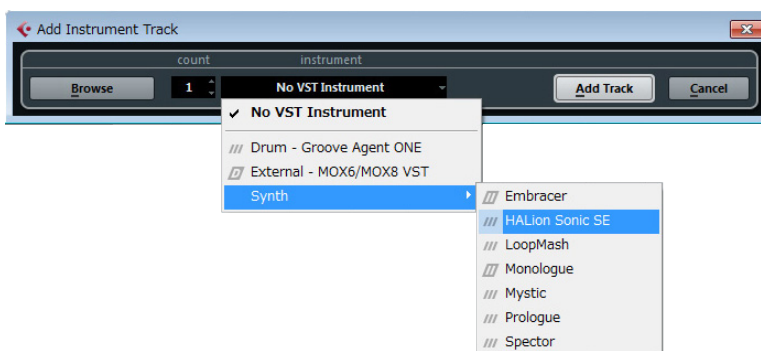 Add Instrument Track
count instrument
Browse 1 No VST Instrument Add Track Cancel
No VST Instrument
Drum - Groove Agent ONE
External - MOX6/MOX8 VST
Synth
Embracer
HALion Sonic SE
LoopMash
Monologue
Mystic
Prologue
Spector